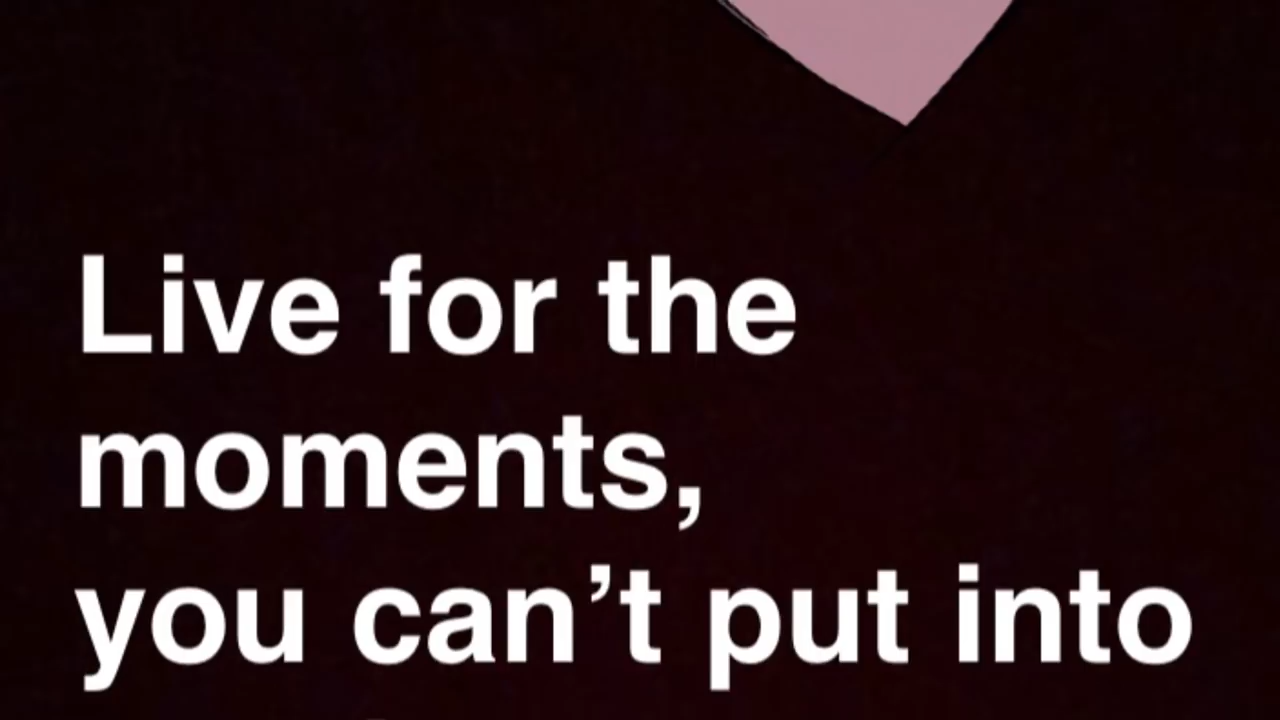 Live for the
moments,
you can’t put into